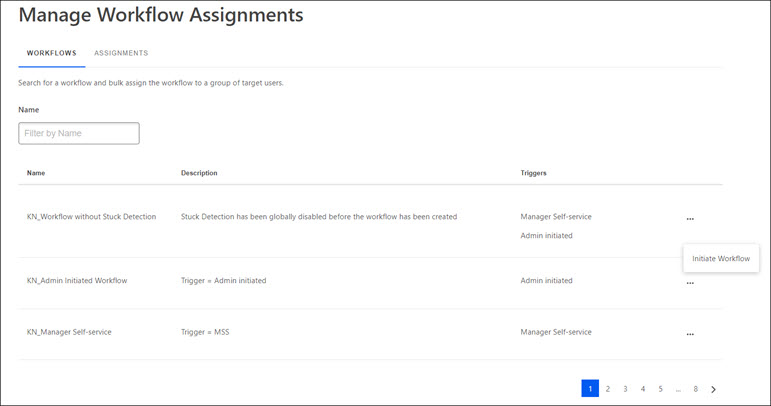 Manage Workflow Assignments
WORKFLOWS ASSIGNMENTS
Search for a workflow and bulk assign the workflow to a group of target users.
Name
Filter by Name
Name Description Triggers
KN_Workflow without Stuck Detection Stuck Detection has been globally disabled before the workflow has been created Manager Self-service ...
Admin initiated
Initiate Workflow
KN_Admin Initiated Workflow Trigger = Admin initiated Admin initiated ...
KN_Manager Self-service Trigger = MSS Manager Self-service ...
1 2 3 4 5 ... 8 >